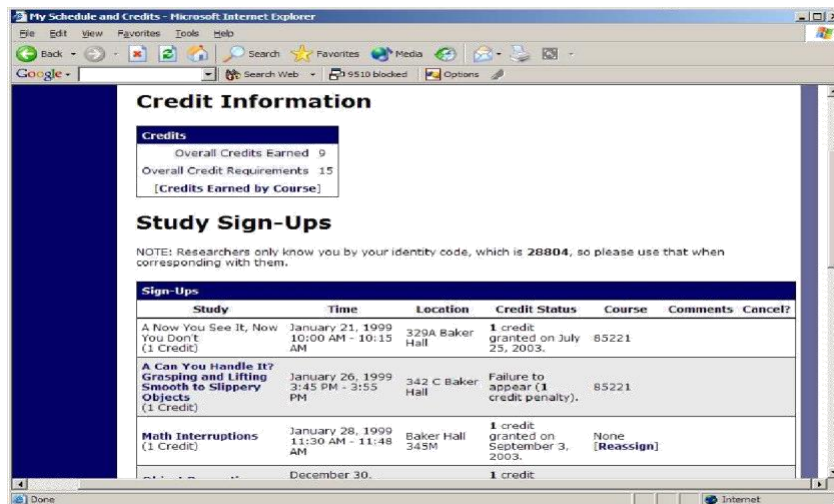 My Schedule and Credits - Microsoft Internet Explorer
File Edit View Favorites Tools Help
Back Search Favorites Media
Google Search Web 9510 blocked Options
Credit Information
Credits
Overall Credits Earned 9
Overall Credit Requirements 15
[Credits Earned by Course]
Study Sign-Ups
NOTE: Researchers only know you by your identity code, which is 28804, so please use that when
corresponding with them.
Sign-Ups
Study Time Location Credit Status Course Comments Cancel?
A Now You See It, Now
You Don't
(1 Credit)
January 21, 1999
10:00 AM - 10:15
AM
329A Baker
Hall
1 credit
granted on July
25, 2003.
85221
A Can You Handle It?
Grasping and Lifting
Smooth to Slippery
Objects
(1 Credit)
January 26, 1999
3:45 PM - 3:55
PM
342 C Baker
Hall
Failure to
appear (1
credit penalty).
85221
Math Interruptions
(1 Credit)
January 28, 1999
11:30 AM - 11:48
AM
Baker Hall
345M
1 credit
granted on
September 3,
2003.
None
[Reassign]
December 30,
1 credit
Done
Internet